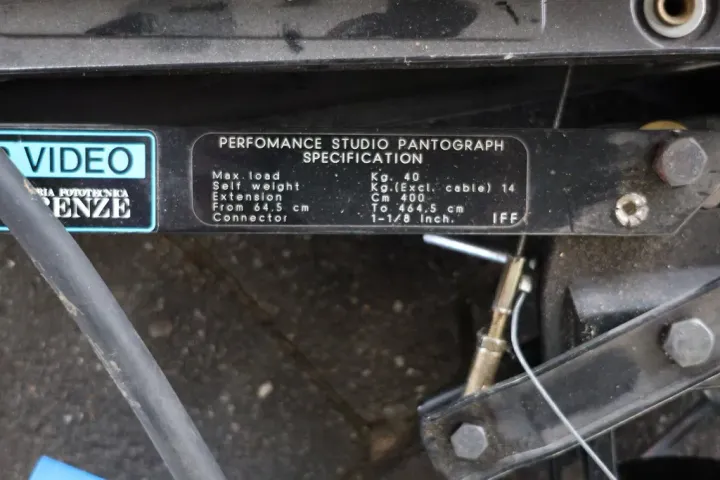 VIDEO
FOTOTECNICA
PERFOMANCE STUDIO PANTOGRAPH
SPECIFICATION
Max. load Kg. 40
Self weight Kg.(Excl. cable) 14
Extension Cm 400
From 64.5 cm To 464.5 cm
Connector 1-1/8 inch. IFF